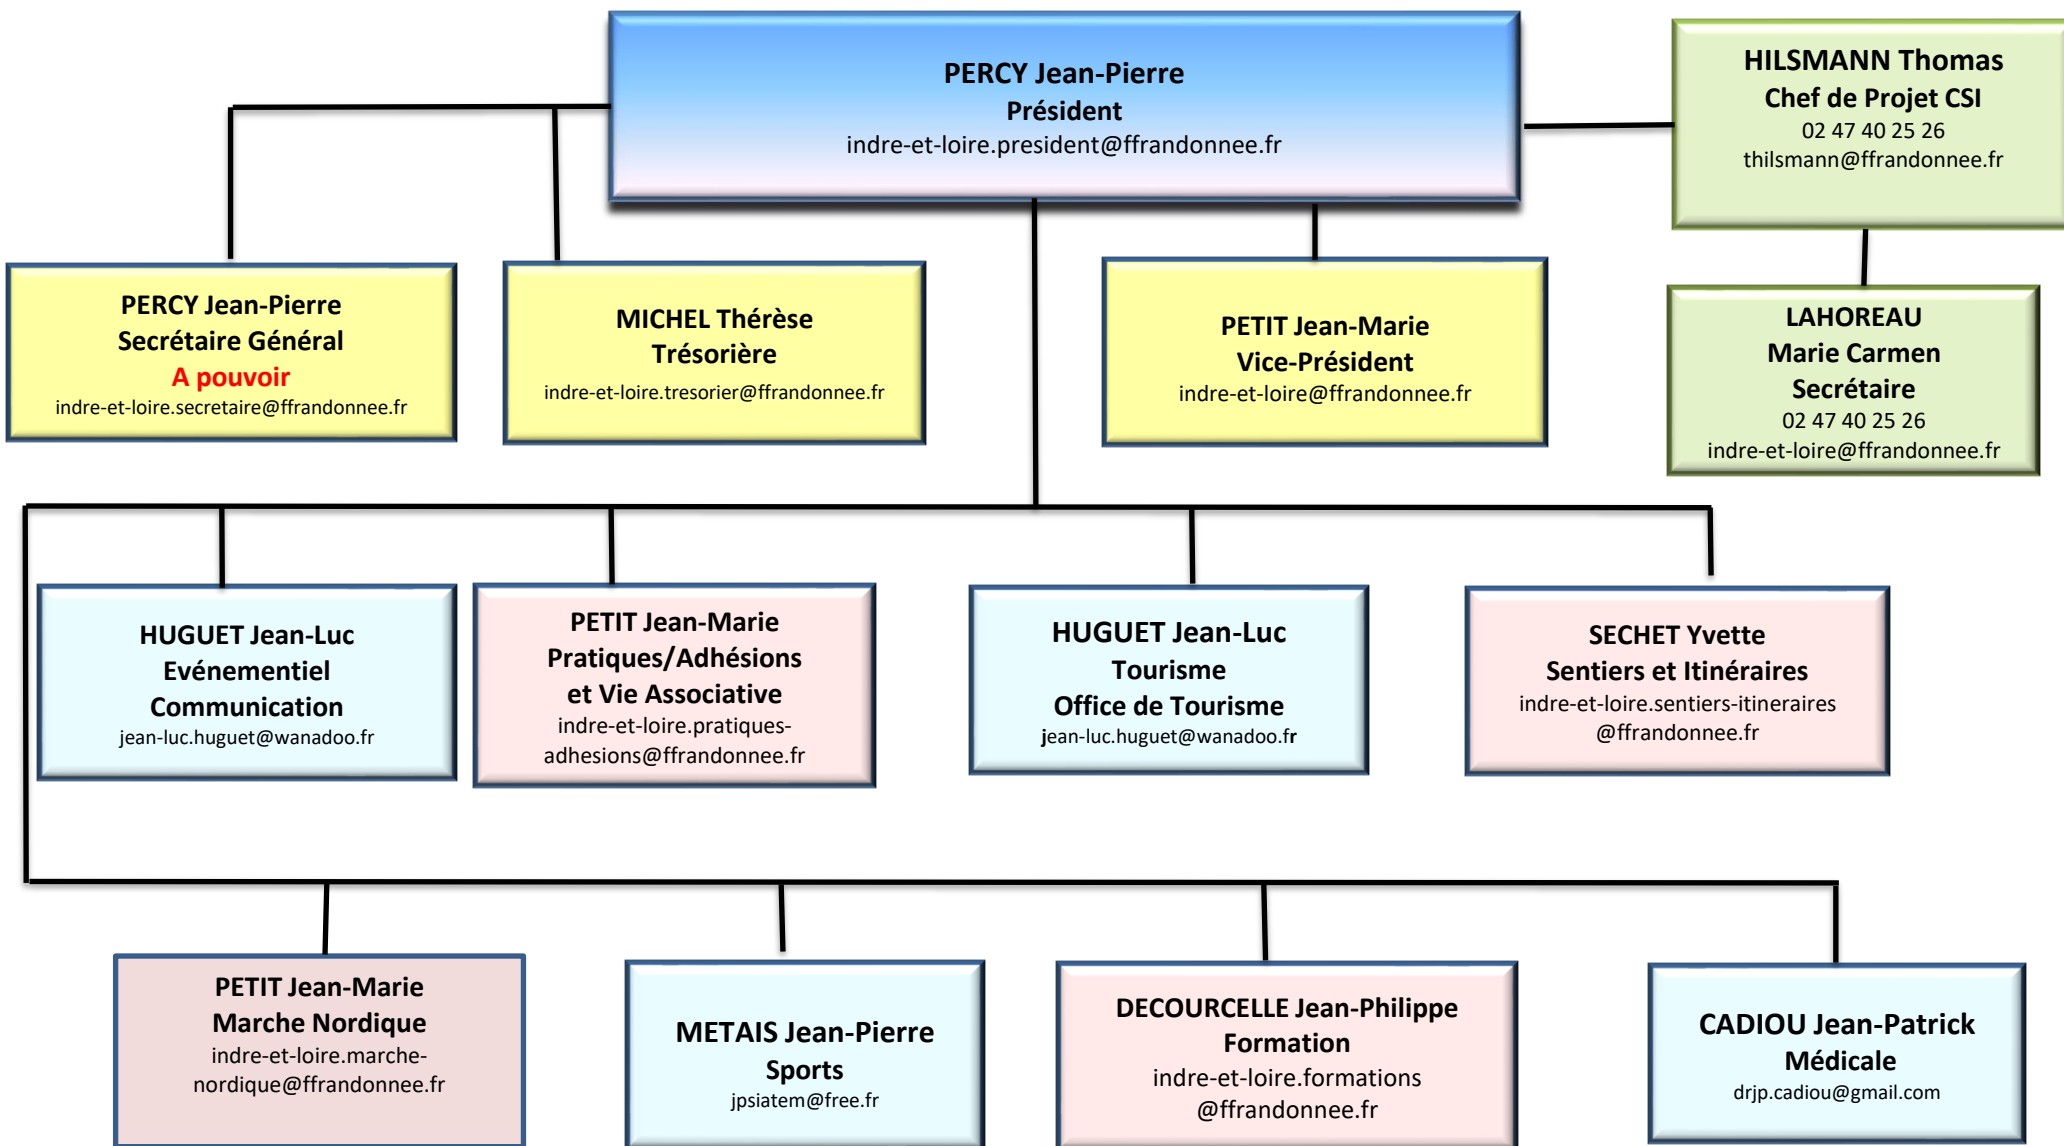 PERCY Jean-Pierre
Président
indre-et-loire.president@ffrandonnee.fr
HILSMANN Thomas
Chef de Projet CSI
02 47 40 25 26
thilsmann@ffrandonnee.fr
PERCY Jean-Pierre
Secrétaire Général
A pouvoir
indre-et-loire.secretaire@ffrandonnee.fr
MICHEL Thérèse
Trésorière
indre-et-loire.tresorier@ffrandonnee.fr
PETIT Jean-Marie
Vice-Président
indre-et-loire@ffrandonnee.fr
LAHOREAU
Marie Carmen
Secrétaire
02 47 40 25 26
indre-et-loire@ffrandonnee.fr
HUGUET Jean-Luc
Evénementiel
Communication
jean-luc.huguet@wanadoo.fr
PETIT Jean-Marie
Pratiques/Adhésions
et Vie Associative
indre-et-loire.pratiques-
adhesions@ffrandonnee.fr
HUGUET Jean-Luc
Tourisme
Office de Tourisme
jean-luc.huguet@wanadoo.fr
SECHET Yvette
Sentiers et Itinéraires
indre-et-loire.sentiers-itineraires
@ffrandonnee.fr
PETIT Jean-Marie
Marche Nordique
indre-et-loire.marche-
nordique@ffrandonnee.fr
METAIS Jean-Pierre
Sports
jpsiatem@free.fr
DECOURCELLE Jean-Philippe
Formation
indre-et-loire.formations
@ffrandonnee.fr
CADIOU Jean-Patrick
Médicale
drjp.cadiou@gmail.com